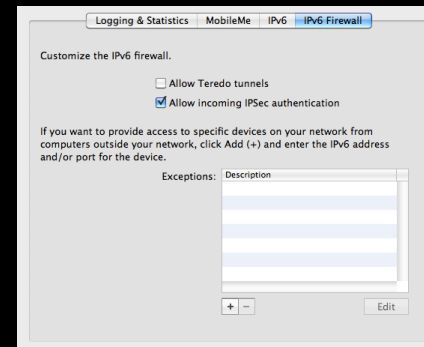 Logging & Statistics MobileMe IPv6 IPv6 Firewall
Customize the IPv6 firewall.
Allow Teredo tunnels
Allow incoming IPSec authentication
If you want to provide access to specific devices on your network from
computers outside your network, click Add (+) and enter the IPv6 address
and/or port for the device.
Exceptions: Description
+ − Edit